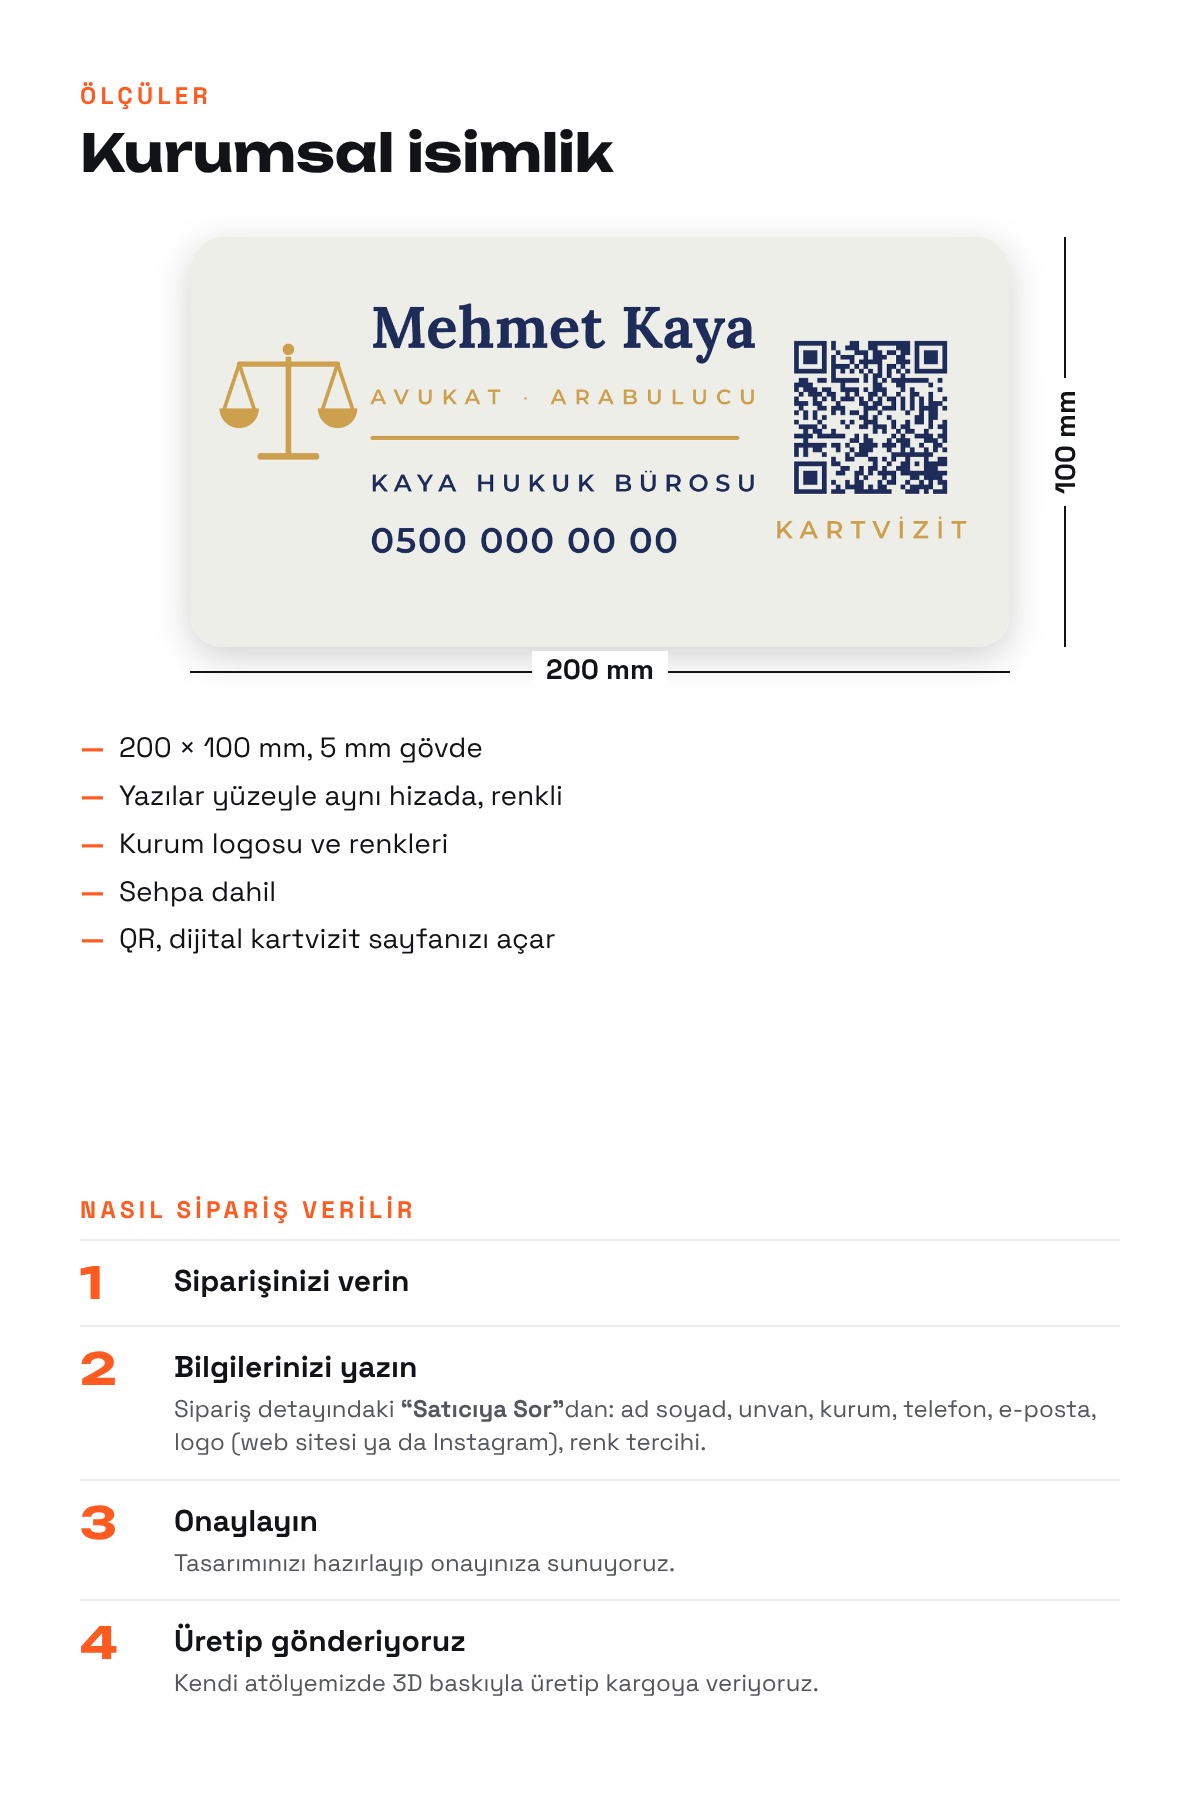 ÖLÇÜLER
Kurumsal isimlik
Mehmet Kaya
AVUKAT · ARABULUCU
KAYA HUKUK BÜROSU
0500 000 00 00
KARTVİZİT
100 mm
200 mm
— 200 × 100 mm, 5 mm gövde
— Yazılar yüzeyle aynı hizada, renkli
— Kurum logosu ve renkleri
— Sehpa dahil
— QR, dijital kartvizit sayfanızı açar
NASIL SİPARİŞ VERİLİR
1 Siparişinizi verin
2 Bilgilerinizi yazın
Sipariş detayındaki “Satıcıya Sor”dan: ad soyad, unvan, kurum, telefon, e-posta,
logo (web sitesi ya da Instagram), renk tercihi.
3 Onaylayın
Tasarımınızı hazırlayıp onayınıza sunuyoruz.
4 Üretip gönderiyoruz
Kendi atölyemizde 3D baskıyla üretip kargoya veriyoruz.